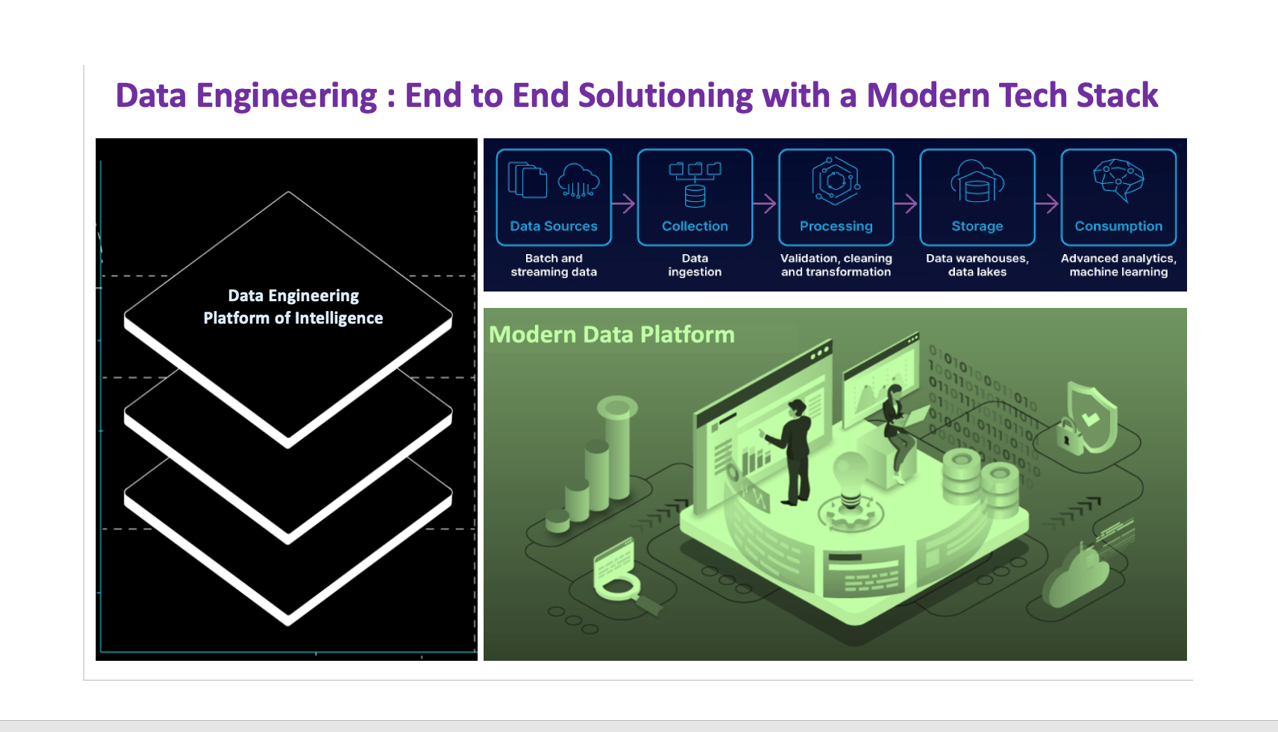 Data Engineering : End to End Solutioning with a Modern Tech Stack
Data Engineering
Platform of Intelligence
Data Sources
Batch and
streaming data
Collection
Data
ingestion
Processing
Validation, cleaning
and transformation
Storage
Data warehouses,
data lakes
Consumption
Advanced analytics,
machine learning
Modern Data Platform